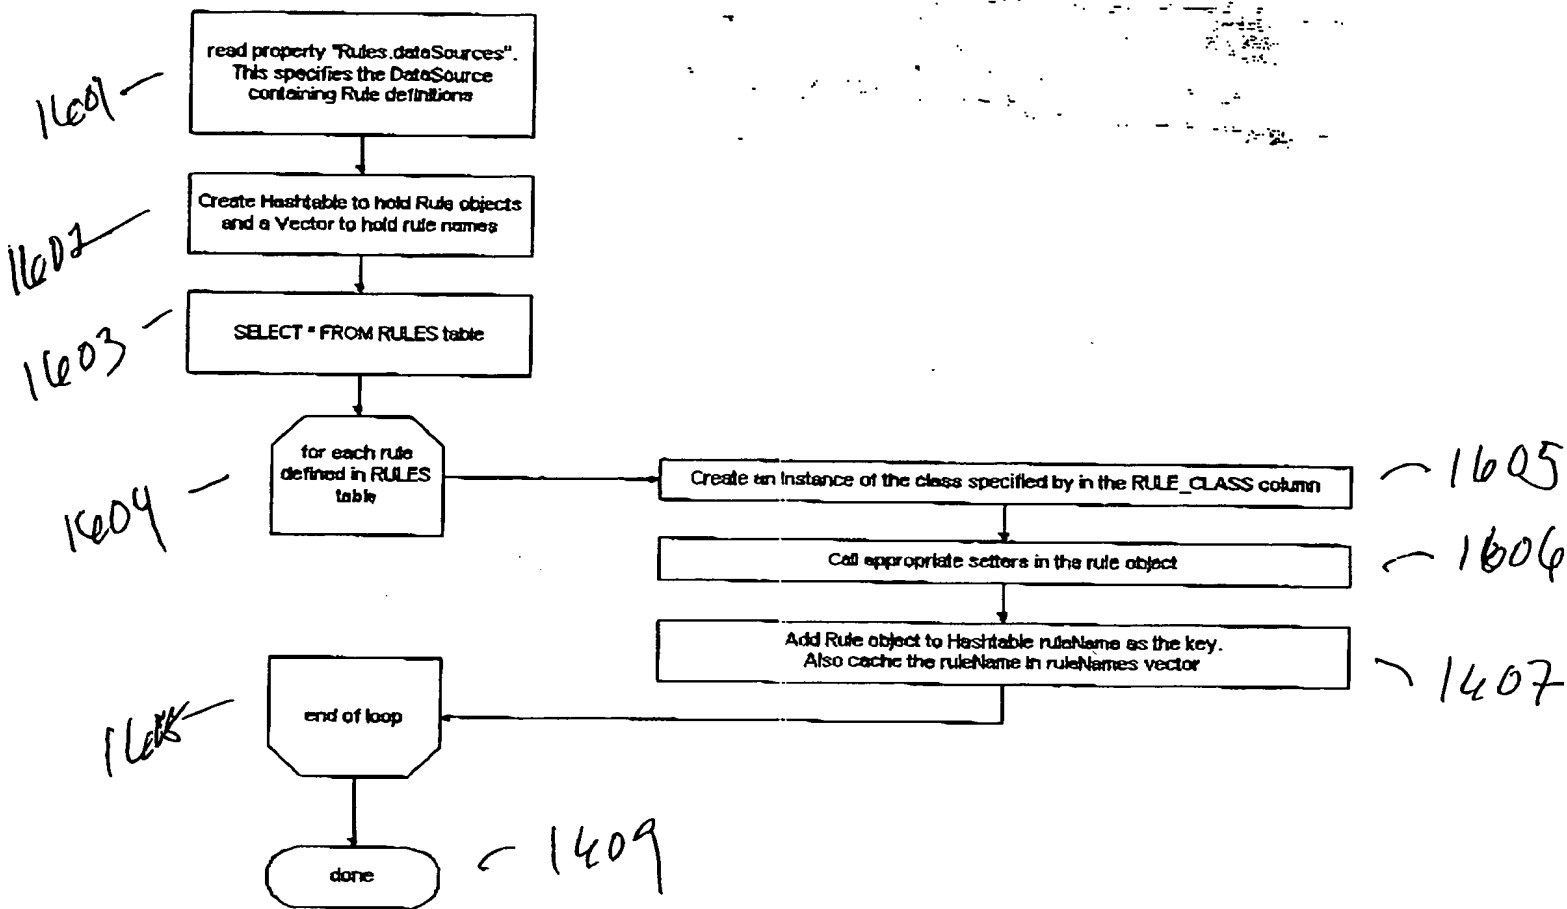 read property "Rules.dataSources".
This specifies the DataSource
containing Rule definitions
1601
Create Hashtable to hold Rule objects
and a Vector to hold rule names
1602
SELECT * FROM RULES table
1603
for each rule
defined in RULES
table
1604
Create an Instance of the class specified by in the RULE_CLASS column
1605
Call appropriate setters in the rule object
1606
Add Rule object to Hashtable ruleName as the key.
Also cache the ruleName in ruleNames vector
1607
end of loop
done
1609